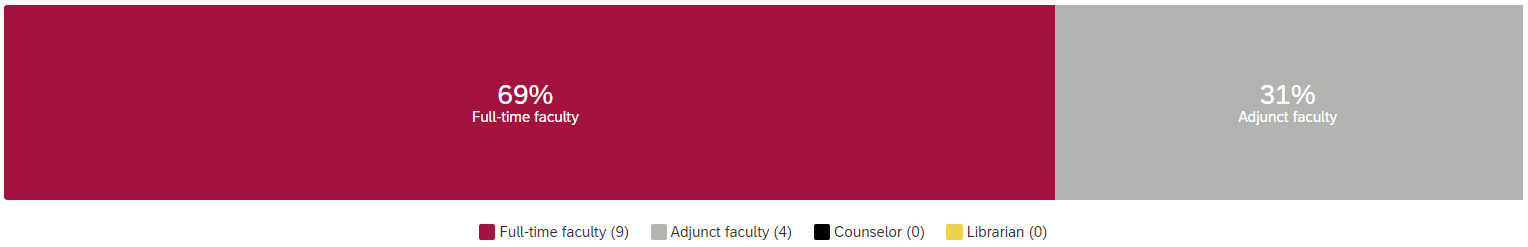 69%
Full-time faculty
31%
Adjunct faculty
Full-time faculty (9) Adjunct faculty (4) Counselor (0) Librarian (0)